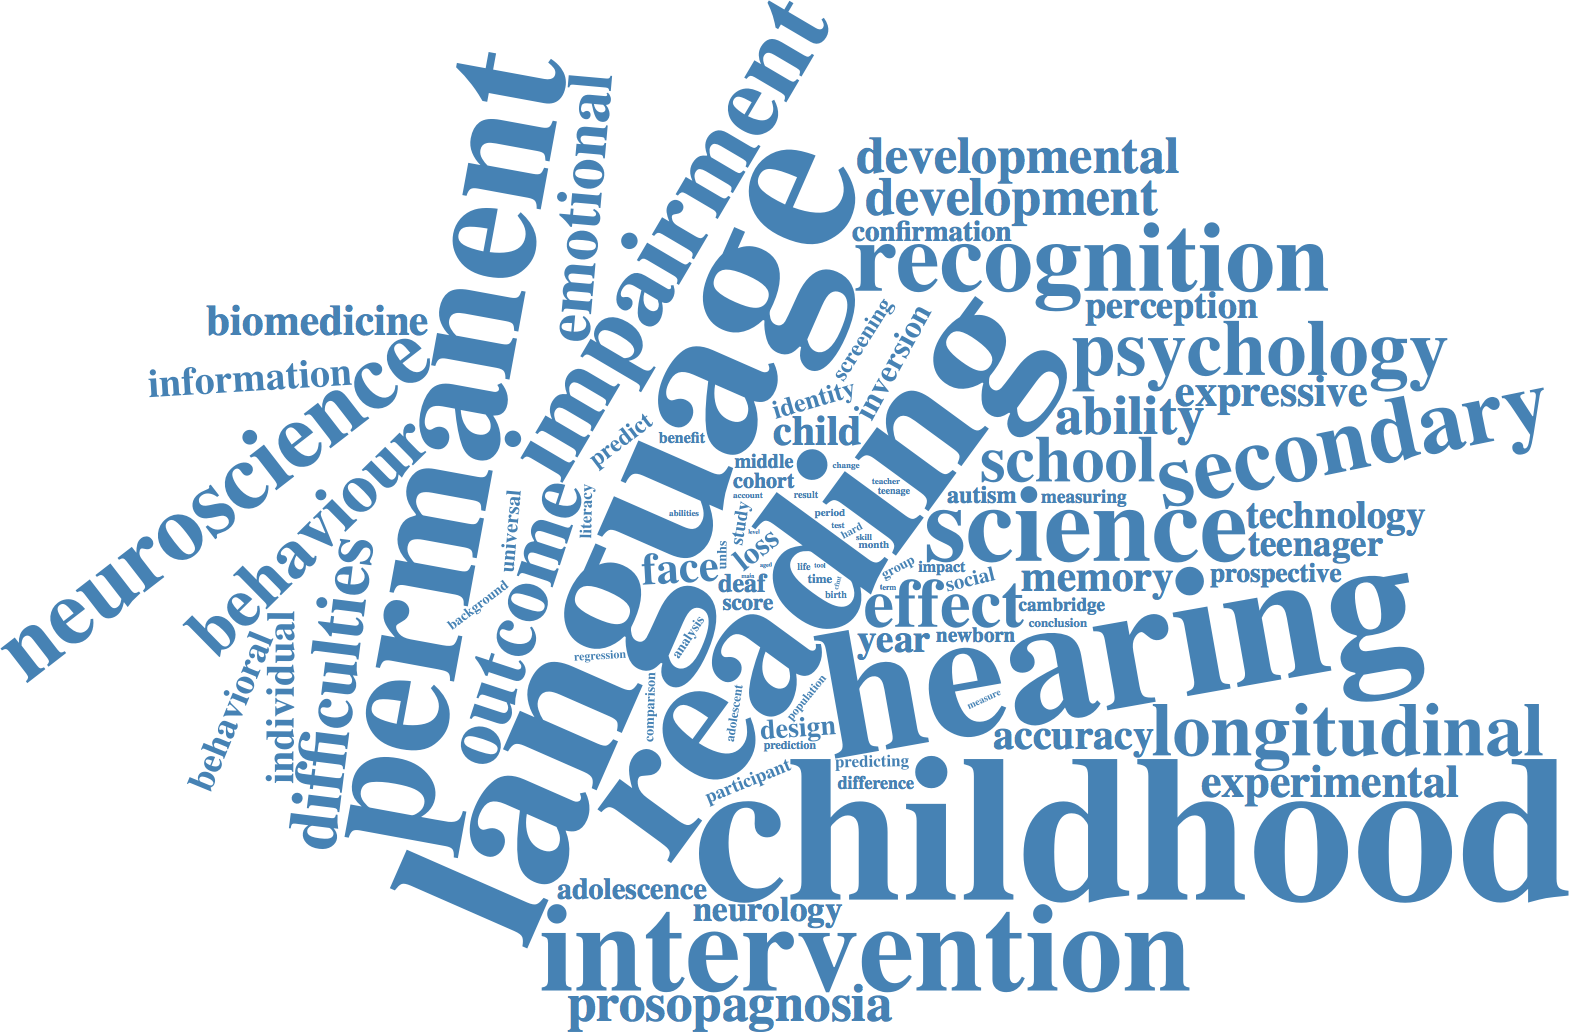 permanent
emotional
impairment
language
developmental
development
confirmation
recognition
perception
biomedicine
information
neuroscience
behaviour
screening
inversion
identity
psychology
expressive
ability
secondary
predict
benefit
child
reading
school
middle
cohort
change
teacher
teenage
autism
measuring
account
result
abilities
universal
literacy
outcome
study
level
period
test
hard
skill
month
science
technology
teenager
loss
unhs
face
aged
life
tool
main
time
birth
deaf
score
group
term
impact
social
memory
prospective
effect
cambridge
conclusion
year
newborn
background
difficulties
individual
behavioral
regression
analysis
comparison
adolescent
population
design
prediction
participant
predicting
difference
hearing
measure
accuracy
longitudinal
experimental
childhood
adolescence
neurology
intervention
prosopagnosia